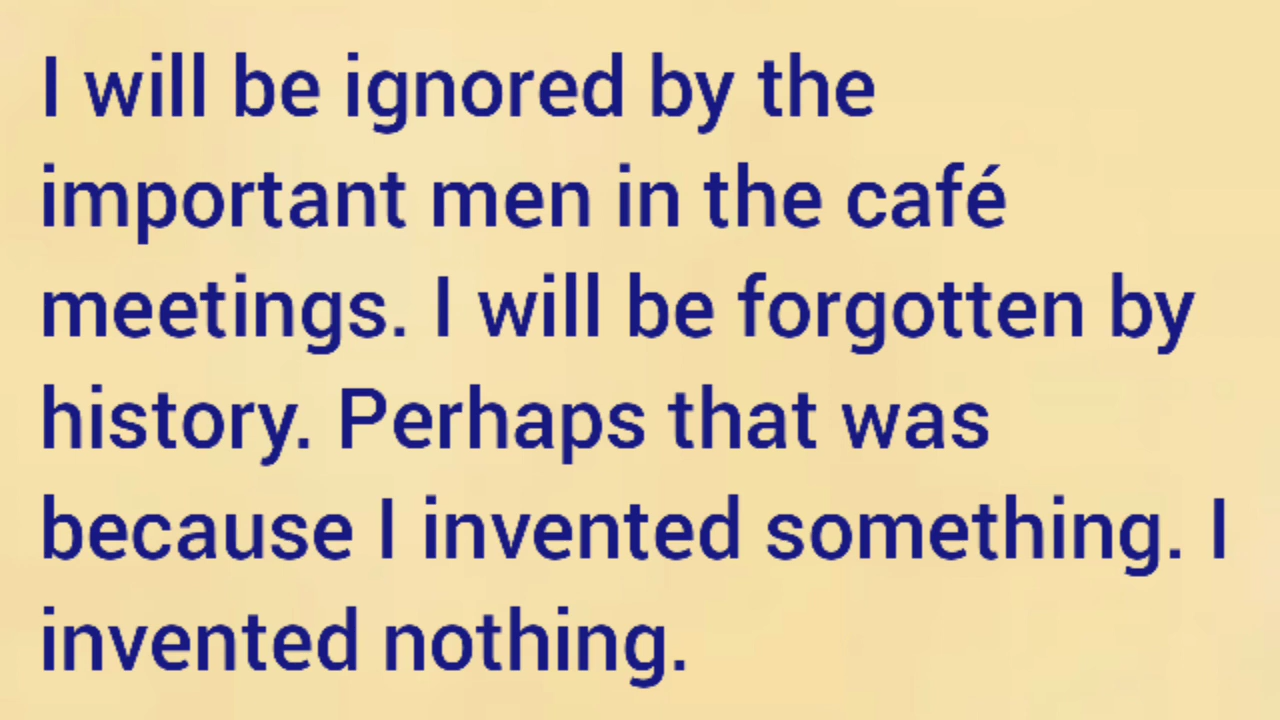 I will be ignored by the
important men in the café
meetings. I will be forgotten by
history. Perhaps that was
because I invented something. I
invented nothing.